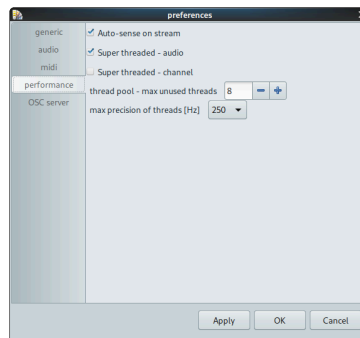 preferences
generic
audio
midi
performance
OSC server
Auto-sense on stream
Super threaded - audio
Super threaded - channel
thread pool - max unused threads 8
max precision of threads [Hz] 250
Apply OK Cancel